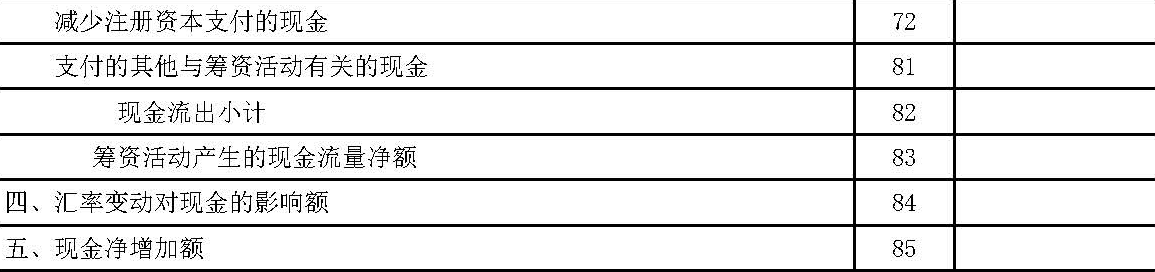 减少注册资本支付的现金 72
支付的其他与筹资活动有关的现金 81
现金流出小计 82
筹资活动产生的现金流量净额 83
四、汇率变动对现金的影响额 84
五、现金净增加额 85